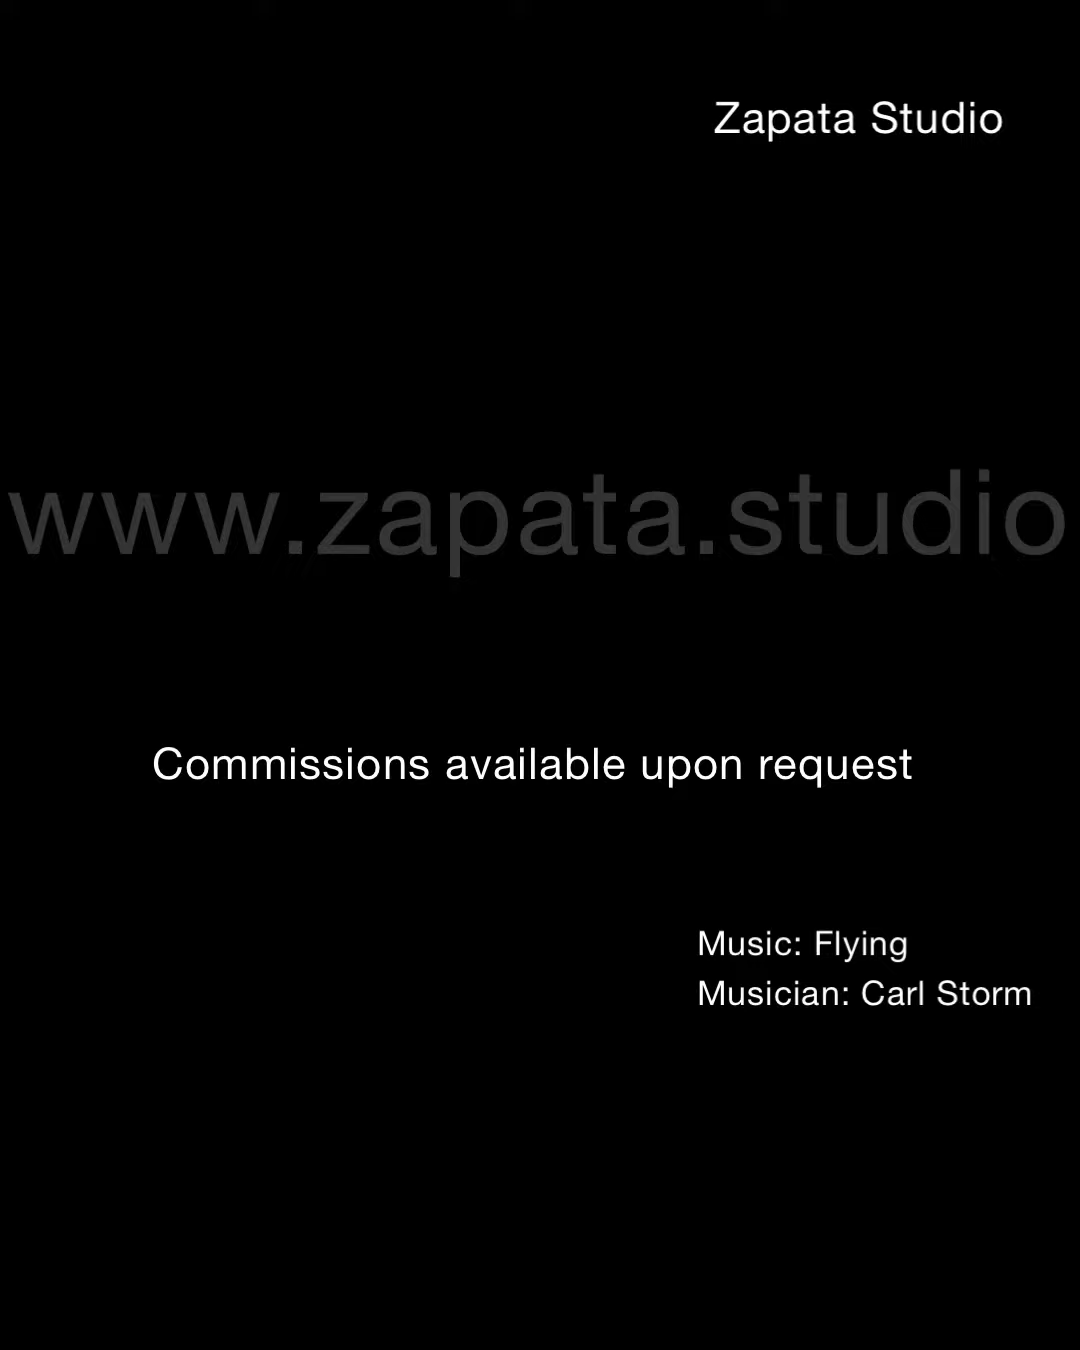 Zapata Studio
www.zapata.studio
Commissions available upon request
Music: Flying
Musician: Carl Storm